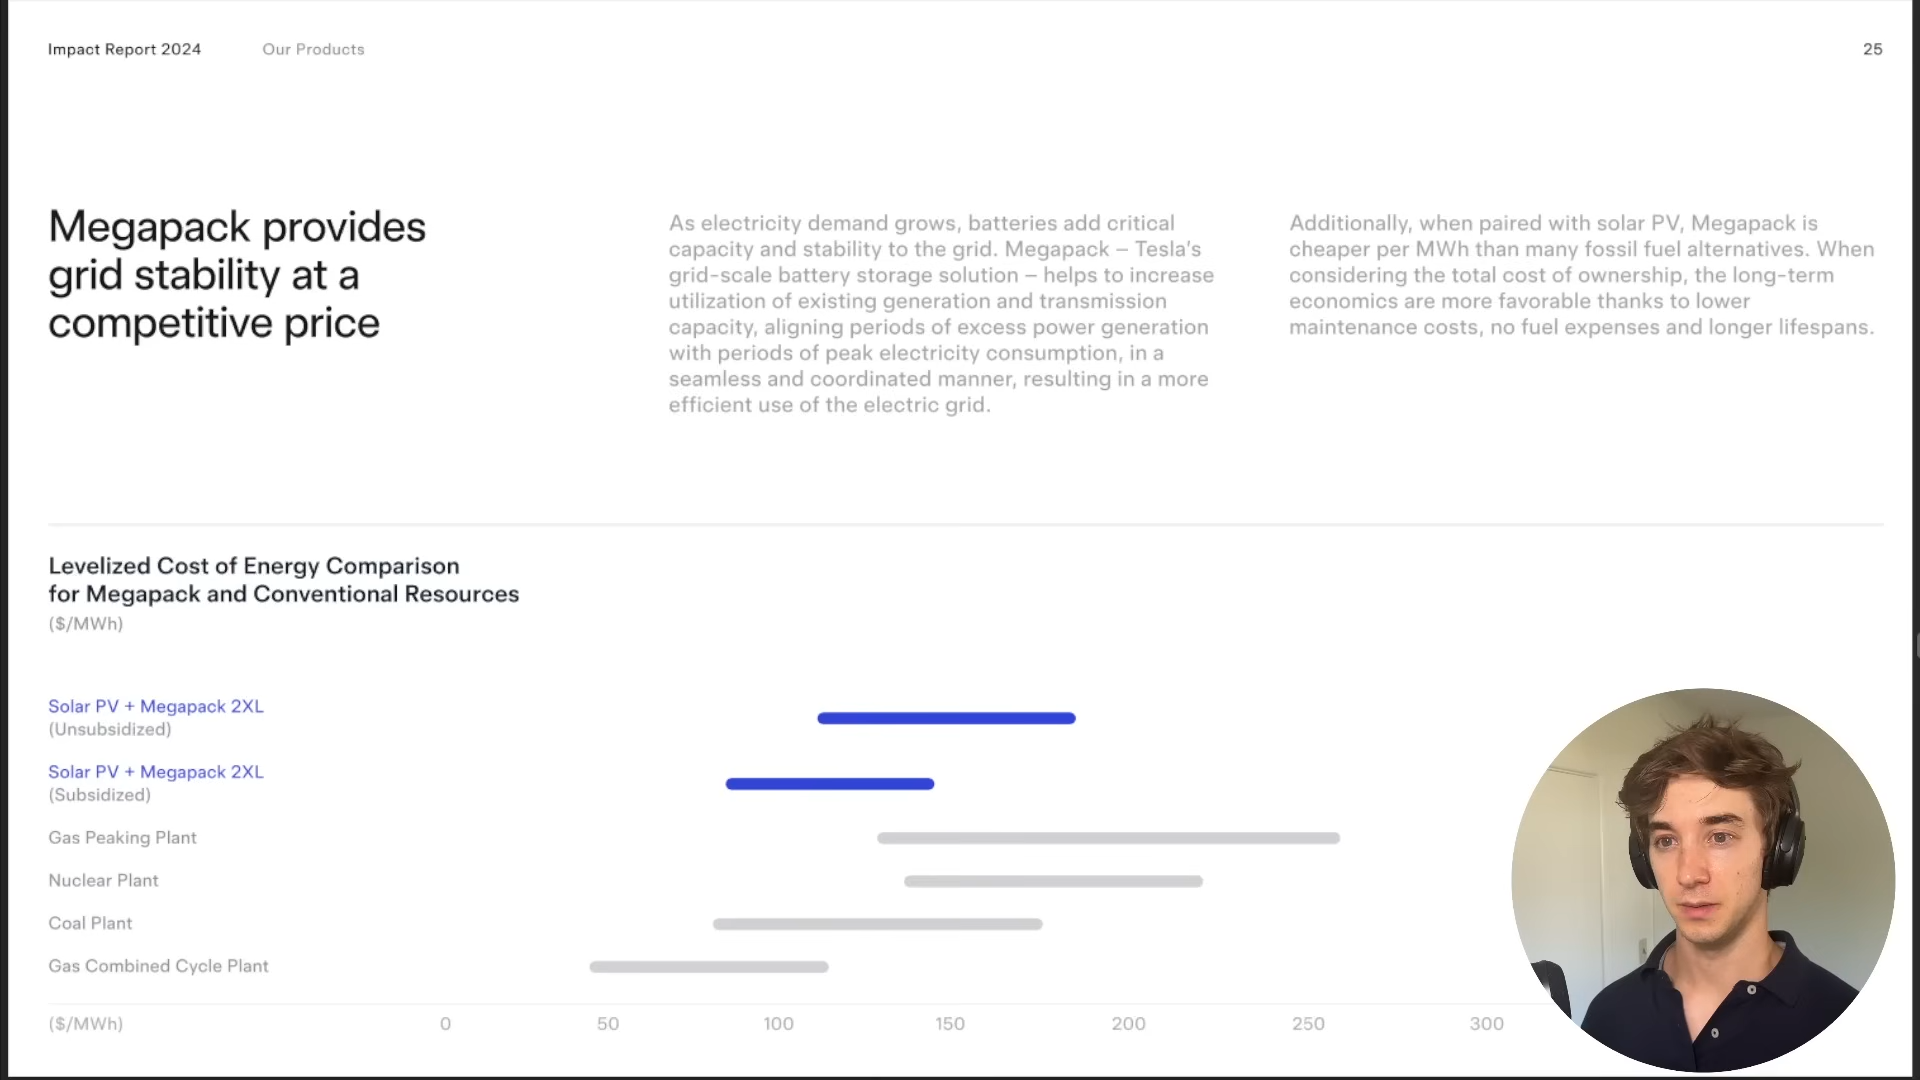 Impact Report 2024
Our Products
25
Megapack provides
grid stability at a
competitive price
As electricity demand grows, batteries add critical
capacity and stability to the grid. Megapack – Tesla's
grid-scale battery storage solution – helps to increase
utilization of existing generation and transmission
capacity, aligning periods of excess power generation
with periods of peak electricity consumption, in a
seamless and coordinated manner, resulting in a more
efficient use of the electric grid.
Additionally, when paired with solar PV, Megapack is
cheaper per MWh than many fossil fuel alternatives. When
considering the total cost of ownership, the long-term
economics are more favorable thanks to lower
maintenance costs, no fuel expenses and longer lifespans.
Levelized Cost of Energy Comparison
for Megapack and Conventional Resources
($/MWh)
Solar PV + Megapack 2XL
(Unsubsidized)
Solar PV + Megapack 2XL
(Subsidized)
Gas Peaking Plant
Nuclear Plant
Coal Plant
Gas Combined Cycle Plant
($/MWh) 0 50 100 150 200 250 300